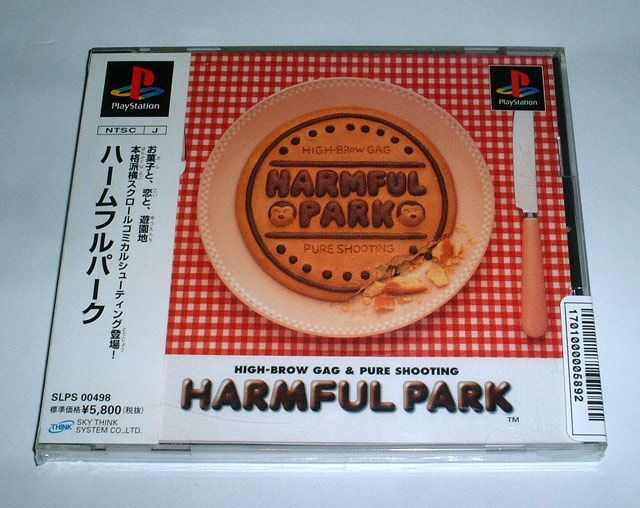 PlayStation
NTSC J
お菓子と、恋と、遊園地
本格派横スクロールコミカルシューティング登場!
ハームフルパーク
SLPS 00498
標準価格¥5,800(税抜)
THINK
SKY THINK
SYSTEM CO.,LTD.
PlayStation
HIGH-BROW GAG
HARMFUL
PARK
PURE SHOOTING
HIGH-BROW GAG & PURE SHOOTING
HARMFUL PARK
TM
1701000005892